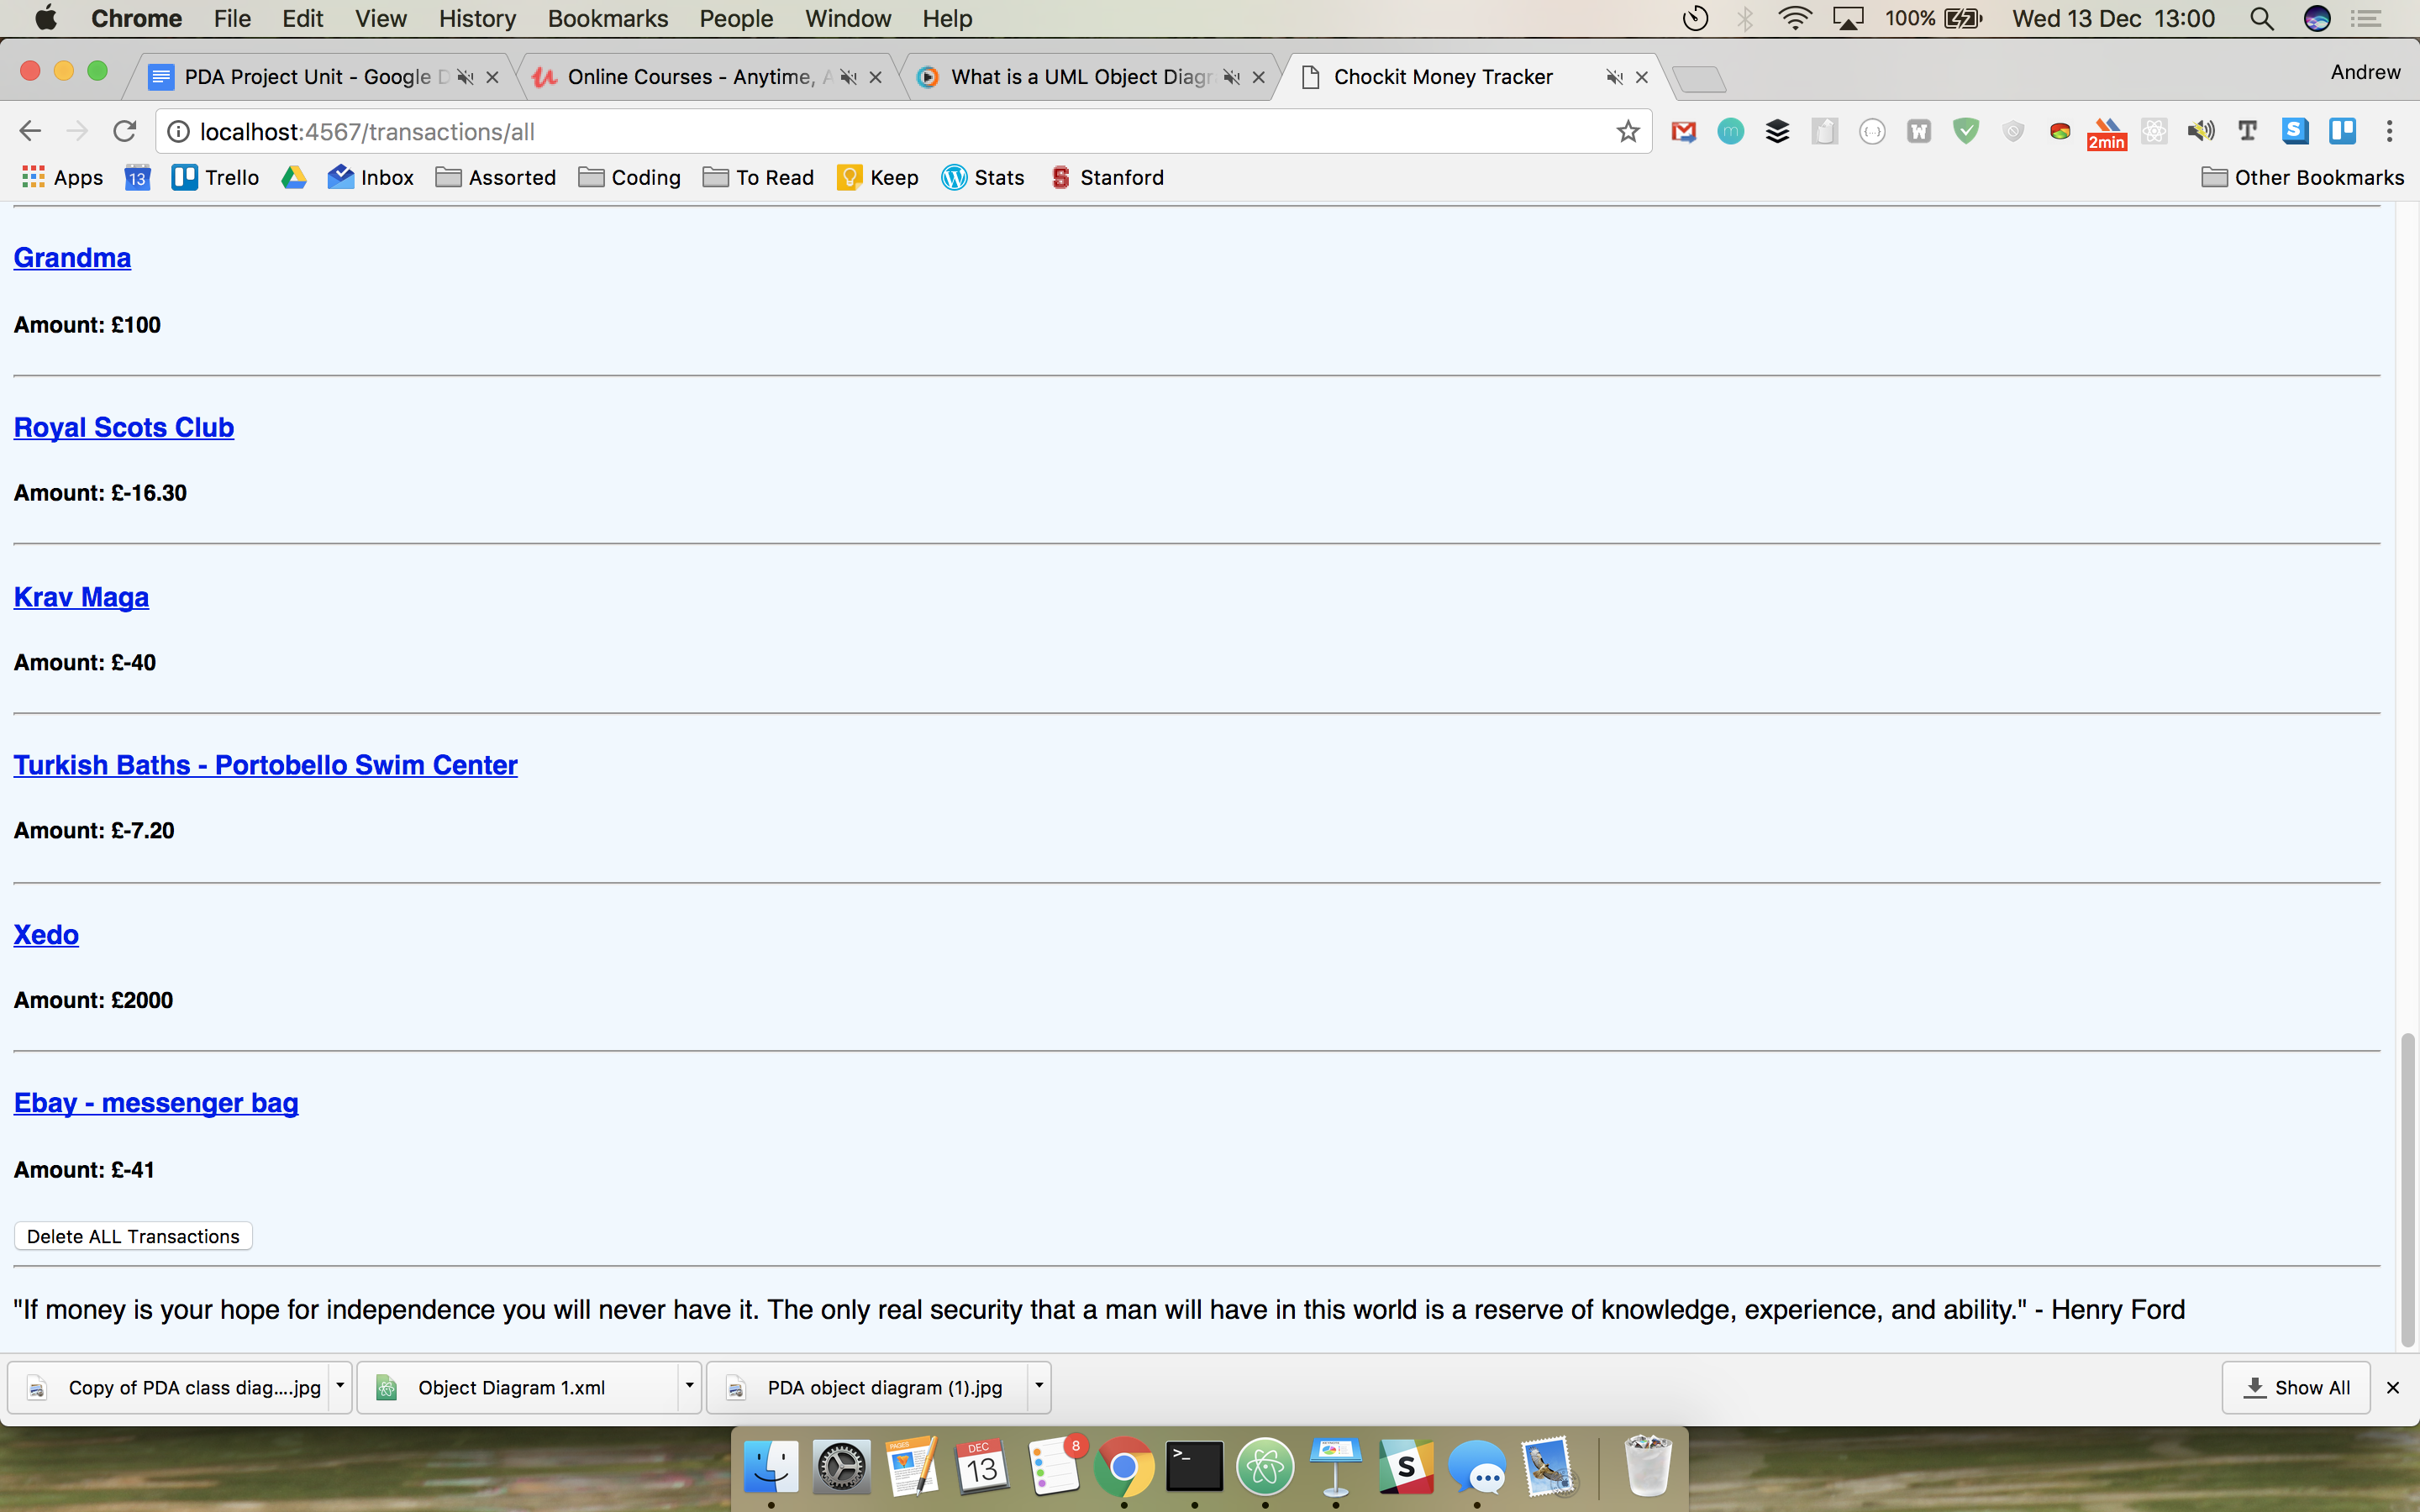 Chrome File Edit View History Bookmarks People Window Help 100% Wed 13 Dec 13:00
PDA Project Unit - Google D Online Courses - Anytime, A What is a UML Object Diagr Chockit Money Tracker Andrew
localhost:4567/transactions/all 2min
Apps 13 Trello Inbox Assorted Coding To Read Keep Stats Stanford Other Bookmarks
Grandma
Amount: £100
Royal Scots Club
Amount: £-16.30
Krav Maga
Amount: £-40
Turkish Baths - Portobello Swim Center
Amount: £-7.20
Xedo
Amount: £2000
Ebay - messenger bag
Amount: £-41
Delete ALL Transactions
"If money is your hope for independence you will never have it. The only real security that a man will have in this world is a reserve of knowledge, experience, and ability." - Henry Ford
Copy of PDA class diag....jpg Object Diagram 1.xml PDA object diagram (1).jpg Show All
PAGES DEC 13 8 >_ S